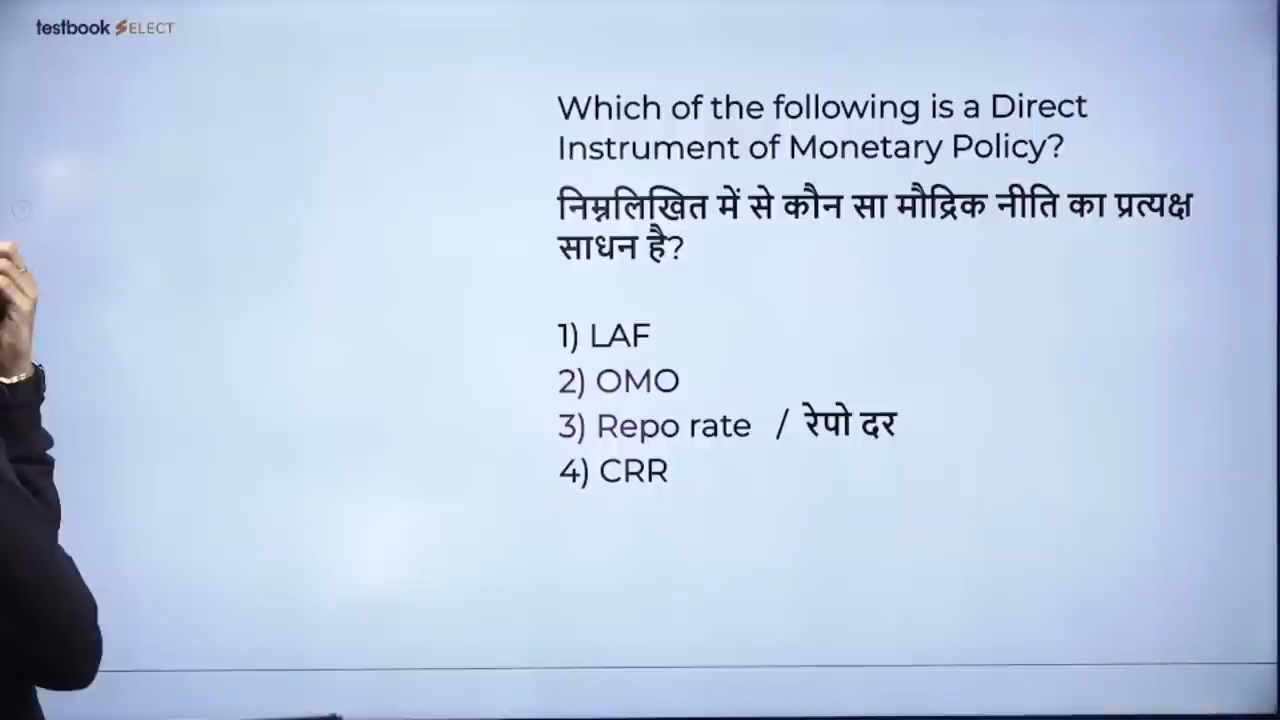 testbook SELECT
Which of the following is a Direct
Instrument of Monetary Policy?
निम्नलिखित में से कौन सा मौद्रिक नीति का प्रत्यक्ष
साधन है?
1) LAF
2) OMO
3) Repo rate / रेपो दर
4) CRR